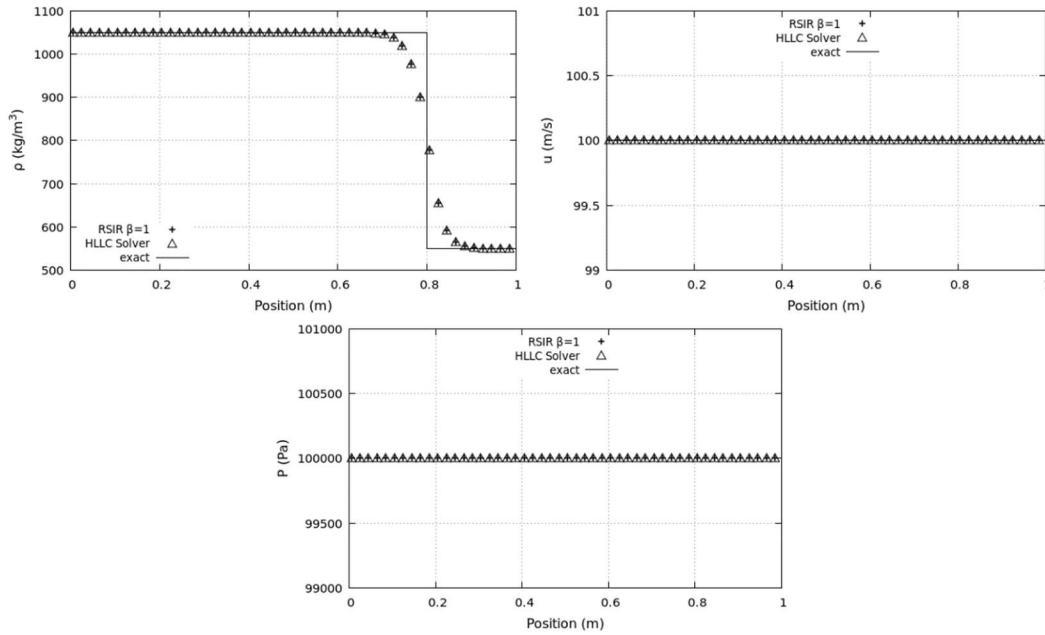 1100
1000
900
800
700
600
500
ρ (kg/m³)
RSIR β=1
HLLC Solver
exact
0 0.2 0.4 0.6 0.8 1
Position (m)
101
100.5
100
99.5
99
u (m/s)
RSIR β=1
HLLC Solver
exact
0 0.2 0.4 0.6 0.8 1
Position (m)
101000
100500
100000
99500
99000
P (Pa)
RSIR β=1
HLLC Solver
exact
0 0.2 0.4 0.6 0.8 1
Position (m)